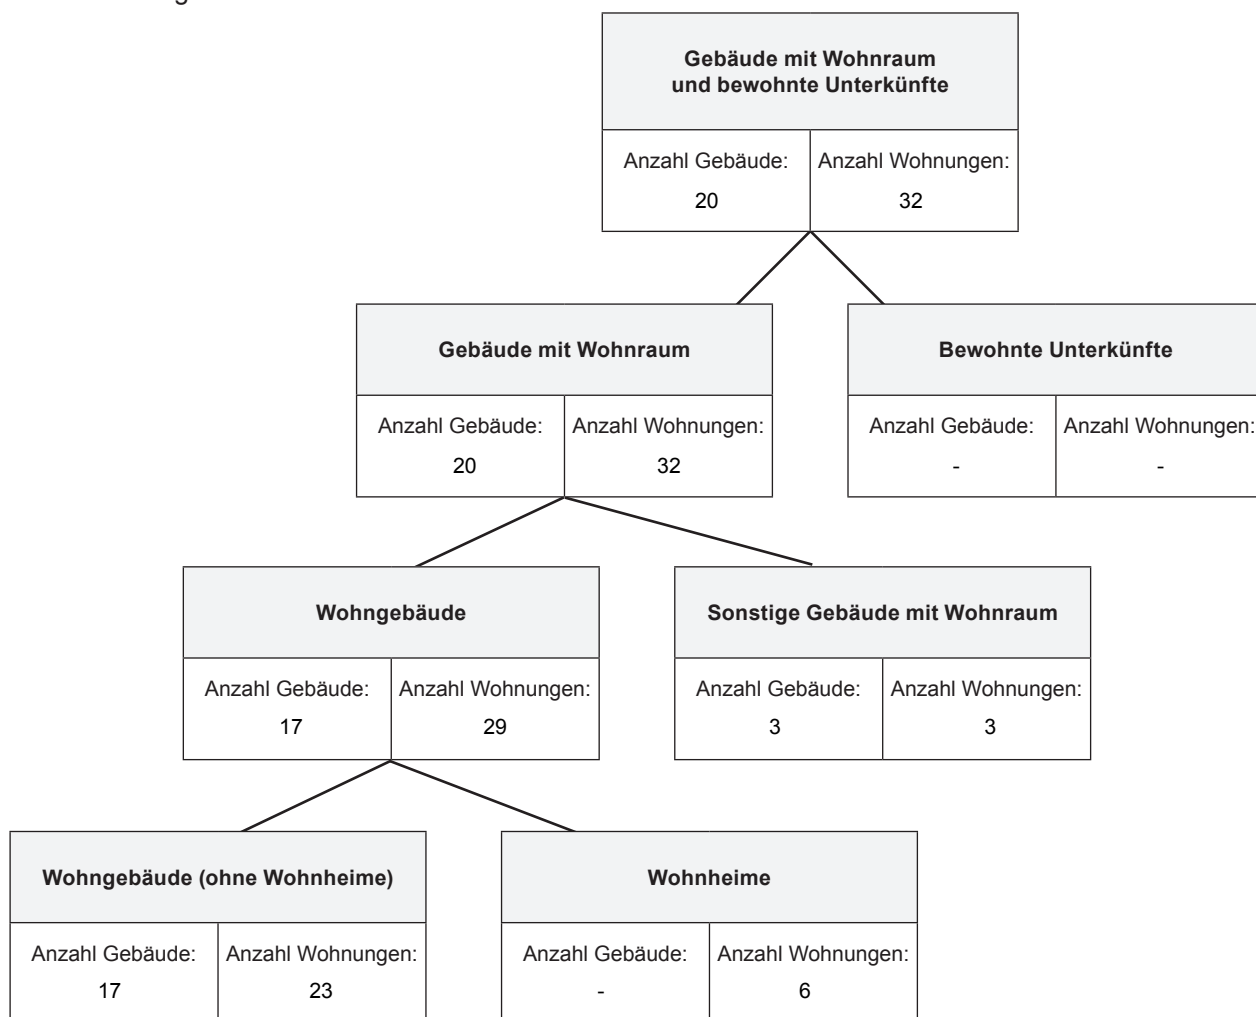 Gebäude mit Wohnraum
und bewohnte Unterkünfte
Anzahl Gebäude: Anzahl Wohnungen:
20 32
Gebäude mit Wohnraum
Bewohnte Unterkünfte
Anzahl Gebäude: Anzahl Wohnungen:
20 32
Anzahl Gebäude: Anzahl Wohnungen:
- -
Wohngebäude
Sonstige Gebäude mit Wohnraum
Anzahl Gebäude: Anzahl Wohnungen:
17 29
Anzahl Gebäude: Anzahl Wohnungen:
3 3
Wohngebäude (ohne Wohnheime)
Wohnheime
Anzahl Gebäude: Anzahl Wohnungen:
17 23
Anzahl Gebäude: Anzahl Wohnungen:
- 6